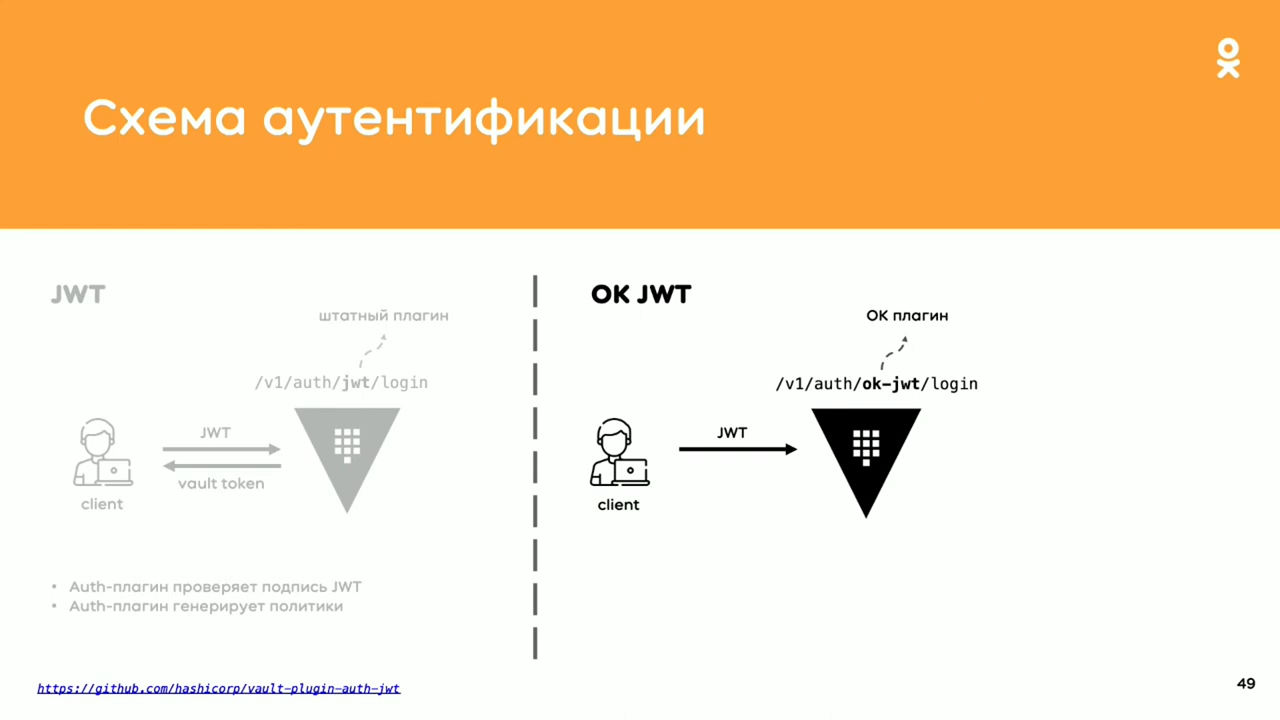 Схема аутентификации
JWT
штатный плагин
/v1/auth/jwt/login
JWT
vault token
client
• Auth-плагин проверяет подпись JWT
• Auth-плагин генерирует политики
OK JWT
OK плагин
/v1/auth/ok-jwt/login
JWT
client
https://github.com/hashicorp/vault-plugin-auth-jwt
49